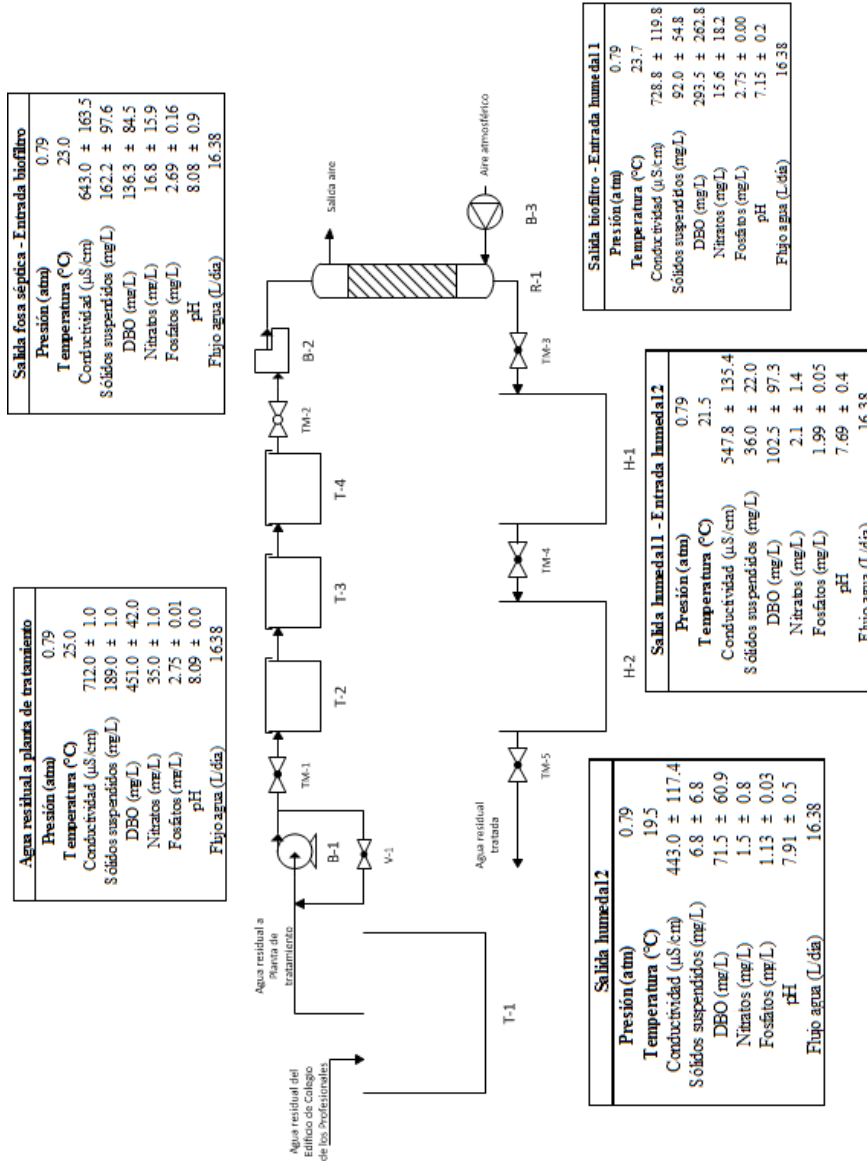 Agua residual a planta de tratamiento
Presión (atm) 0.79
Temperatura (°C) 25.0
Conductividad (µS/cm) 712.0 ± 1.0
Sólidos suspendidos (mg/L) 189.0 ± 1.0
DBO (mg/L) 451.0 ± 42.0
Nitratos (mg/L) 35.0 ± 1.0
Fosfatos (mg/L) 2.75 ± 0.01
pH 8.09 ± 0.0
Flujo agua (L/día) 16.38
Salida fosa séptica - Entrada biofiltro
Presión (atm) 0.79
Temperatura (°C) 23.0
Conductividad (µS/cm) 643.0 ± 163.5
Sólidos suspendidos (mg/L) 162.2 ± 97.6
DBO (mg/L) 136.3 ± 84.5
Nitratos (mg/L) 16.8 ± 15.9
Fosfatos (mg/L) 2.69 ± 0.16
pH 8.08 ± 0.9
Flujo agua (L/día) 16.38
Agua residual del
Edificio de Colegio
de los Profesionales
T-1
Agua residual a
Planta de
tratamiento
B-1
V-1
TM-1
T-2
T-3
T-4
TM-2
B-2
Salida aire
R-1
B-3
Aire atmosférico
TM-3
H-1
TM-4
H-2
TM-5
Agua residual
tratada
Salida humedal 2
Presión (atm) 0.79
Temperatura (°C) 19.5
Conductividad (µS/cm) 443.0 ± 117.4
Sólidos suspendidos (mg/L) 6.8 ± 6.8
DBO (mg/L) 71.5 ± 60.9
Nitratos (mg/L) 1.5 ± 0.8
Fosfatos (mg/L) 1.13 ± 0.03
pH 7.91 ± 0.5
Flujo agua (L/día) 16.38
Salida humedal 1 - Entrada humedal 2
Presión (atm) 0.79
Temperatura (°C) 21.5
Conductividad (µS/cm) 547.8 ± 135.4
Sólidos suspendidos (mg/L) 36.0 ± 22.0
DBO (mg/L) 102.5 ± 97.3
Nitratos (mg/L) 2.1 ± 1.4
Fosfatos (mg/L) 1.99 ± 0.05
pH 7.69 ± 0.4
Flujo agua (L/día) 16.38
Salida biofiltro - Entrada humedal 1
Presión (atm) 0.79
Temperatura (°C) 23.7
Conductividad (µS/cm) 728.8 ± 119.8
Sólidos suspendidos (mg/L) 92.0 ± 54.8
DBO (mg/L) 293.5 ± 262.8
Nitratos (mg/L) 15.6 ± 18.2
Fosfatos (mg/L) 2.75 ± 0.00
pH 7.15 ± 0.2
Flujo agua (L/día) 16.38